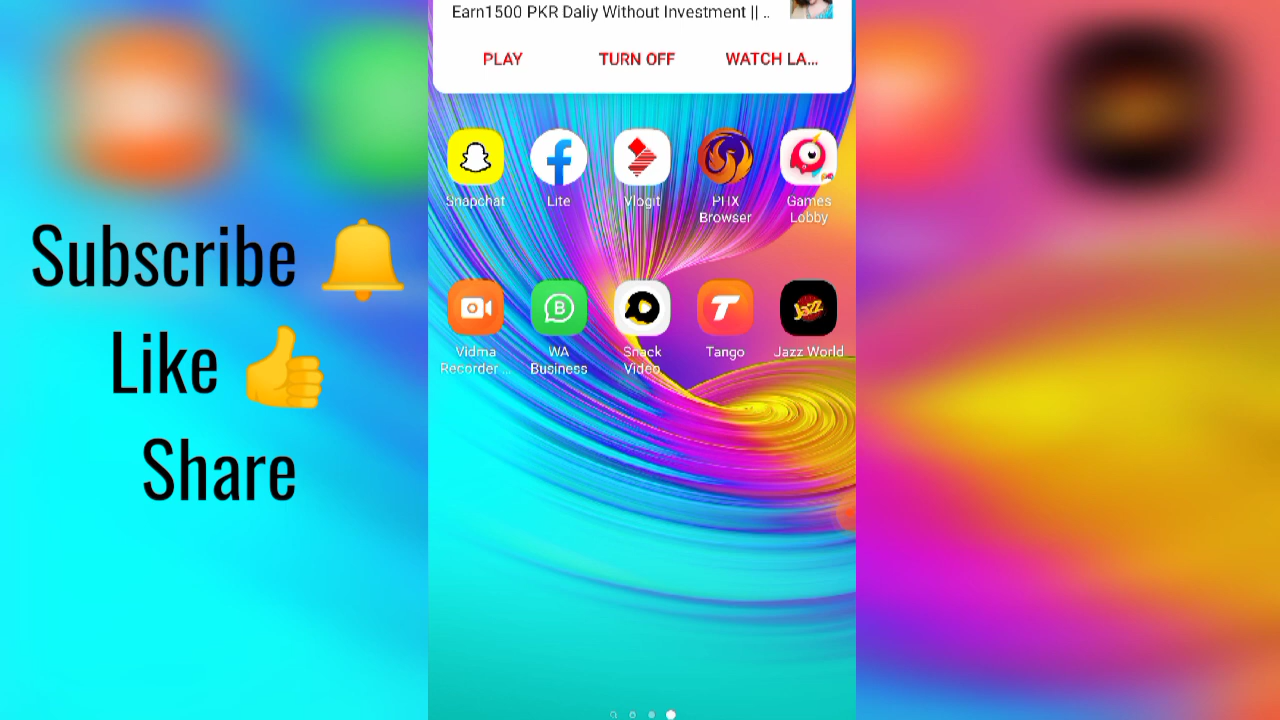 Earn1500 PKR Daliy Without Investment || ..
PLAY TURN OFF WATCH LA...
Snapchat Lite Vlogit PHX Browser Games Lobby
Subscribe
Like
Share
Vidma Recorder ... WA Business Snack Video Tango Jazz World
B
Jazz